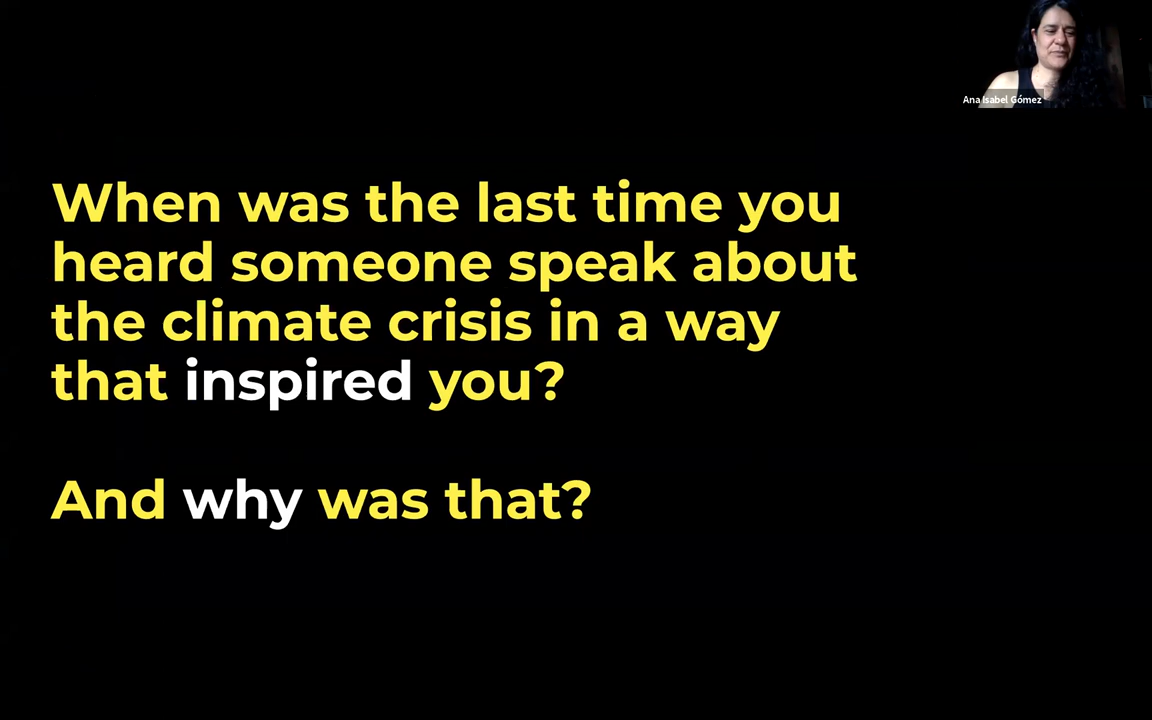 Ana Isabel Gómez
When was the last time you
heard someone speak about
the climate crisis in a way
that inspired you?
And why was that?